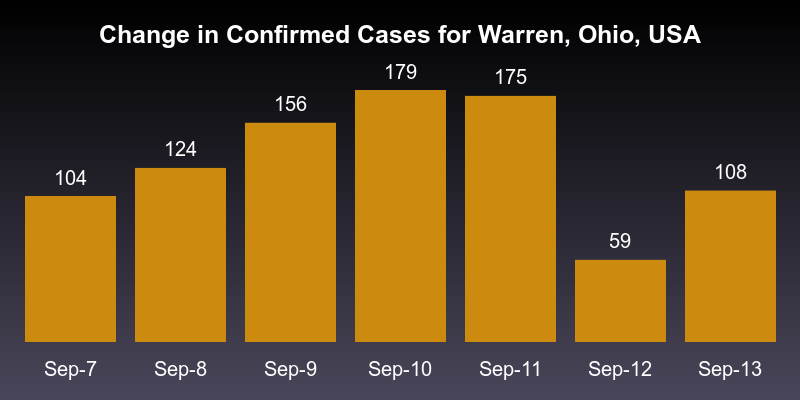 Change in Confirmed Cases for Warren, Ohio, USA
104
124
156
179
175
59
108
Sep-7
Sep-8
Sep-9
Sep-10
Sep-11
Sep-12
Sep-13